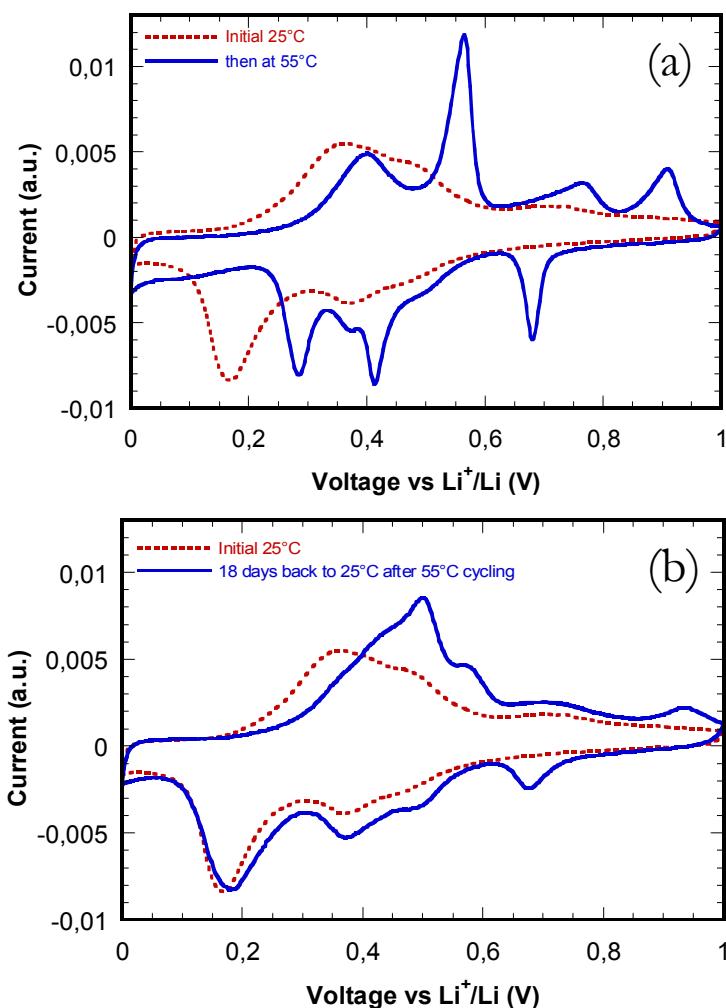 (a)
Initial 25°C
then at 55°C
0,01
0,005
0
-0,005
-0,01
Current (a.u.)
0 0,2 0,4 0,6 0,8 1
Voltage vs Li⁺/Li (V)
(b)
Initial 25°C
18 days back to 25°C after 55°C cycling
0,01
0,005
0
-0,005
-0,01
Current (a.u.)
0 0,2 0,4 0,6 0,8 1
Voltage vs Li⁺/Li (V)